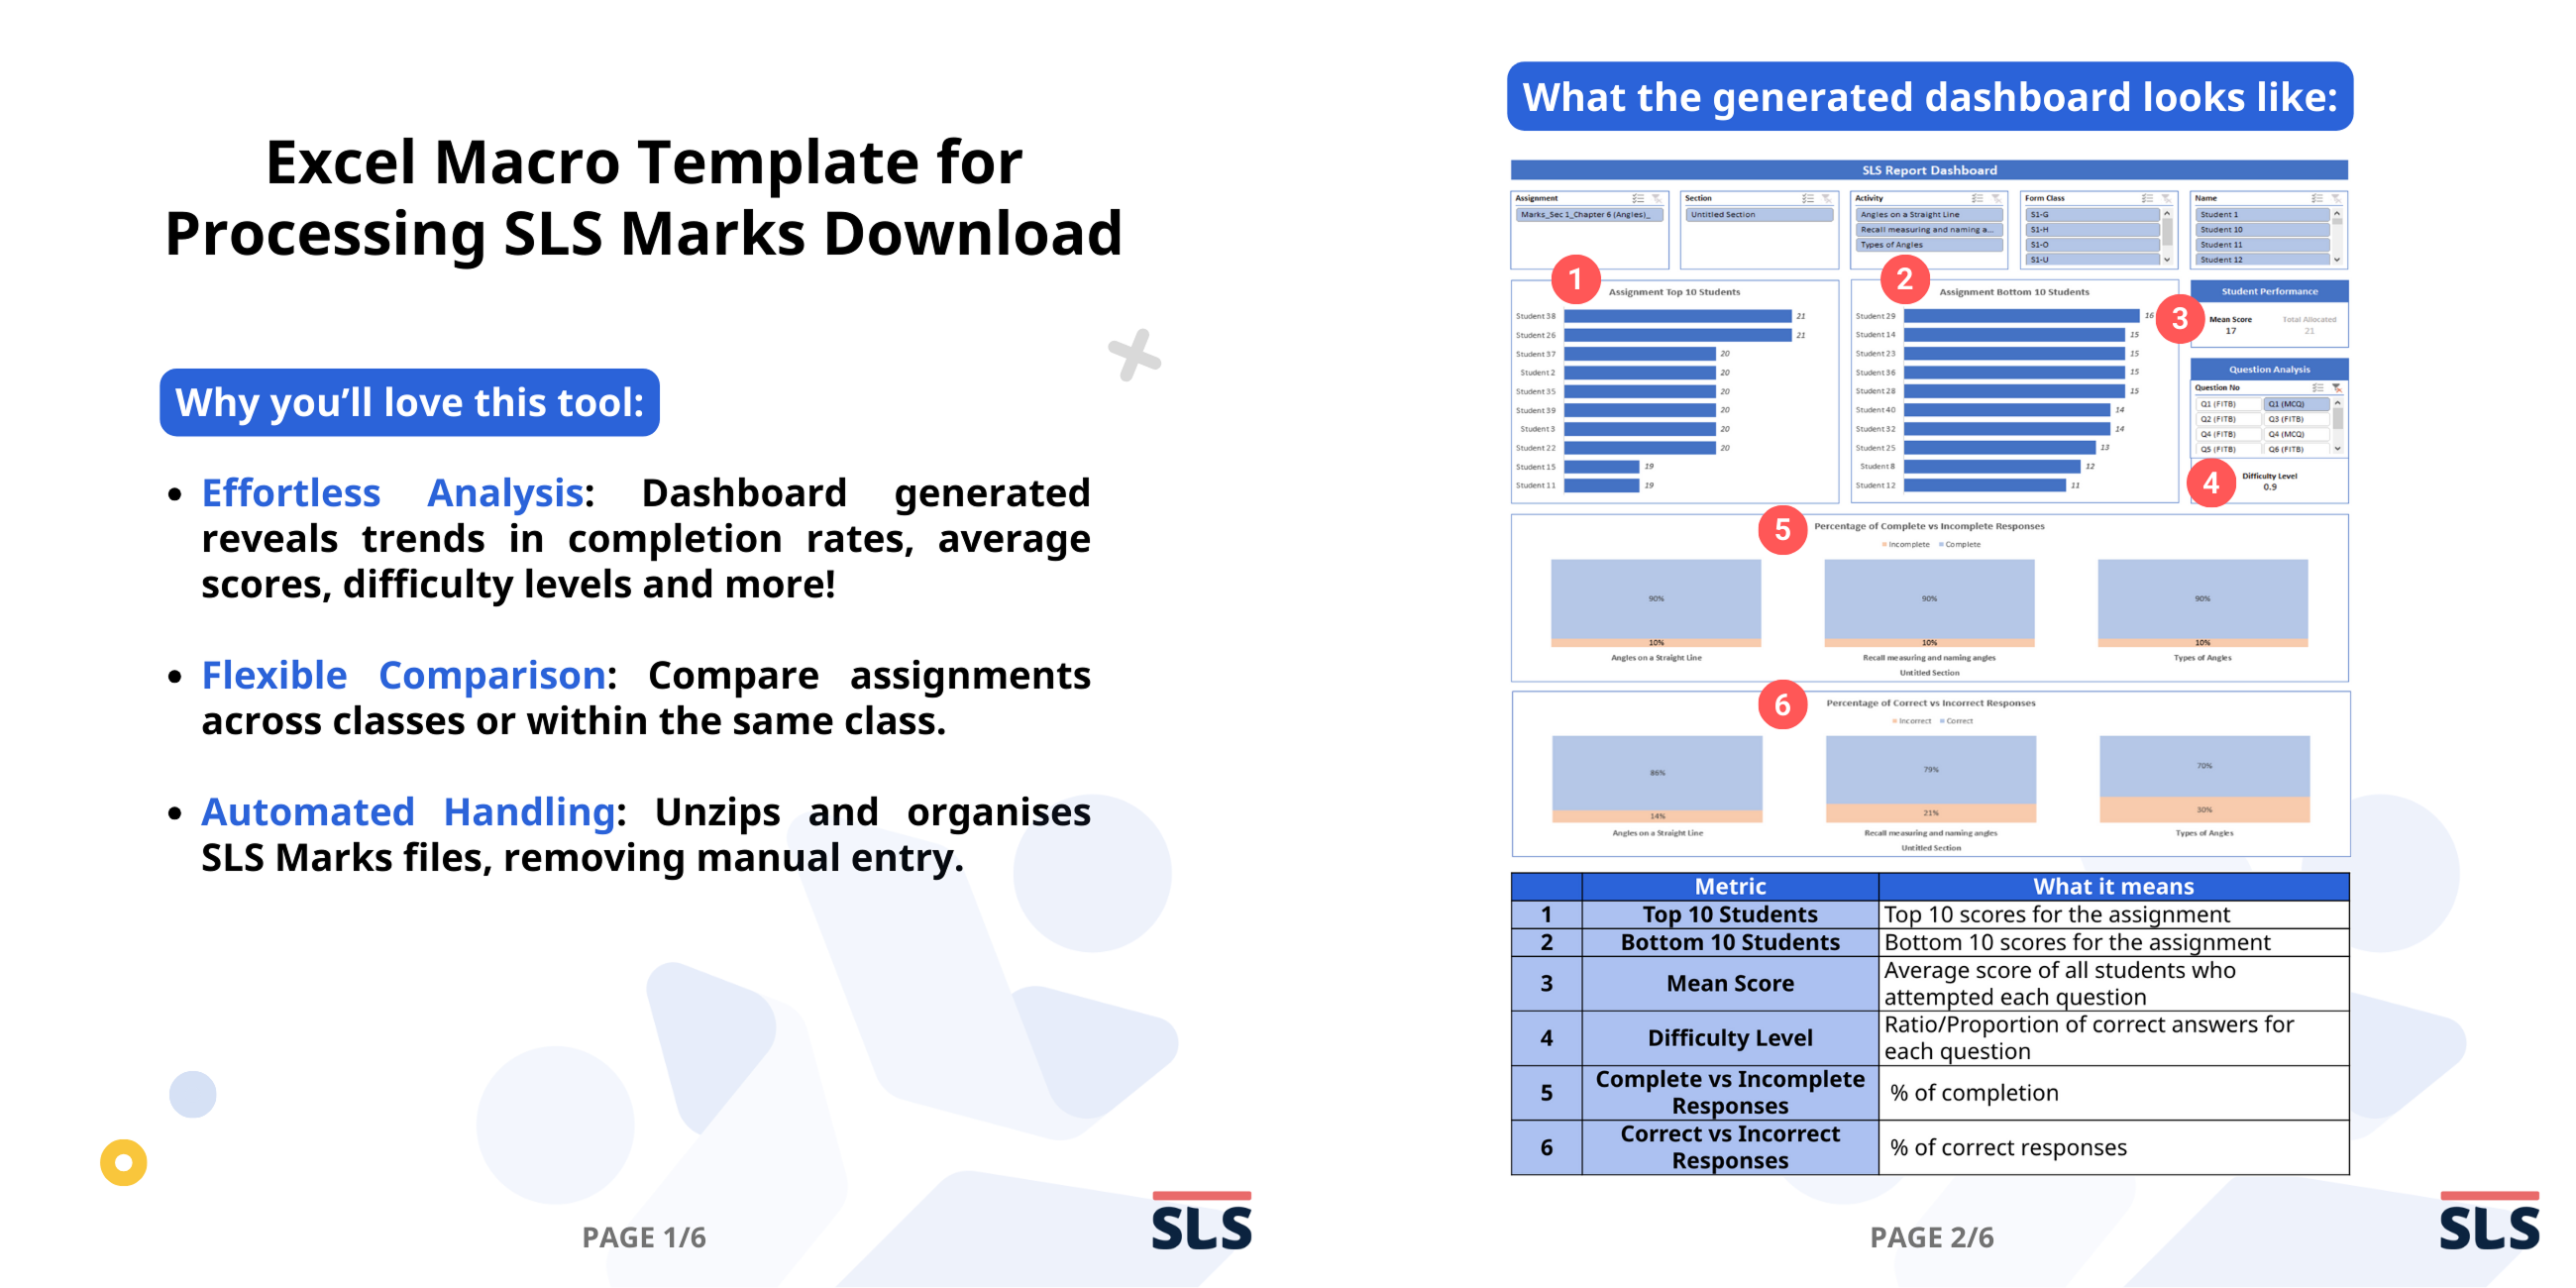 Excel Macro Template for
Processing SLS Marks Download
Why you’ll love this tool:
• Effortless Analysis: Dashboard generated
reveals trends in completion rates, average
scores, difficulty levels and more!
• Flexible Comparison: Compare assignments
across classes or within the same class.
• Automated Handling: Unzips and organises
SLS Marks files, removing manual entry.
PAGE 1/6
SLS
What the generated dashboard looks like:
SLS Report Dashboard
Assignment
Marks_Sec 1_Chapter 6 (Angles)_
Section
Untitled Section
Activity
Angles on a Straight Line
Recall measuring and naming a...
Types of Angles
Form Class
S1-G
S1-H
S1-O
S1-U
Name
Student 1
Student 10
Student 11
Student 12
1
Assignment Top 10 Students
Student 38 21
Student 26 21
Student 37 20
Student 2 20
Student 35 20
Student 39 20
Student 3 20
Student 22 20
Student 15 19
Student 11 19
2
Assignment Bottom 10 Students
Student 29 16
Student 14 15
Student 23 15
Student 36 15
Student 28 15
Student 40 14
Student 32 14
Student 25 13
Student 8 12
Student 12 11
Student Performance
3
Mean Score Total Allocated
17 21
Question Analysis
Question No
Q1 (FITB) Q1 (MCQ)
Q2 (FITB) Q3 (FITB)
Q4 (FITB) Q4 (MCQ)
Q5 (FITB) Q6 (FITB)
4
Difficulty Level
0.9
5
Percentage of Complete vs Incomplete Responses
Incomplete Complete
90% 90% 90%
10% 10% 10%
Angles on a Straight Line Recall measuring and naming angles Types of Angles
Untitled Section
6
Percentage of Correct vs Incorrect Responses
Incorrect Correct
86% 79% 70%
14% 21% 30%
Angles on a Straight Line Recall measuring and naming angles Types of Angles
Untitled Section
Metric What it means
1 Top 10 Students Top 10 scores for the assignment
2 Bottom 10 Students Bottom 10 scores for the assignment
3 Mean Score Average score of all students who
attempted each question
4 Difficulty Level Ratio/Proportion of correct answers for
each question
5 Complete vs Incomplete
Responses % of completion
6 Correct vs Incorrect
Responses % of correct responses
PAGE 2/6
SLS